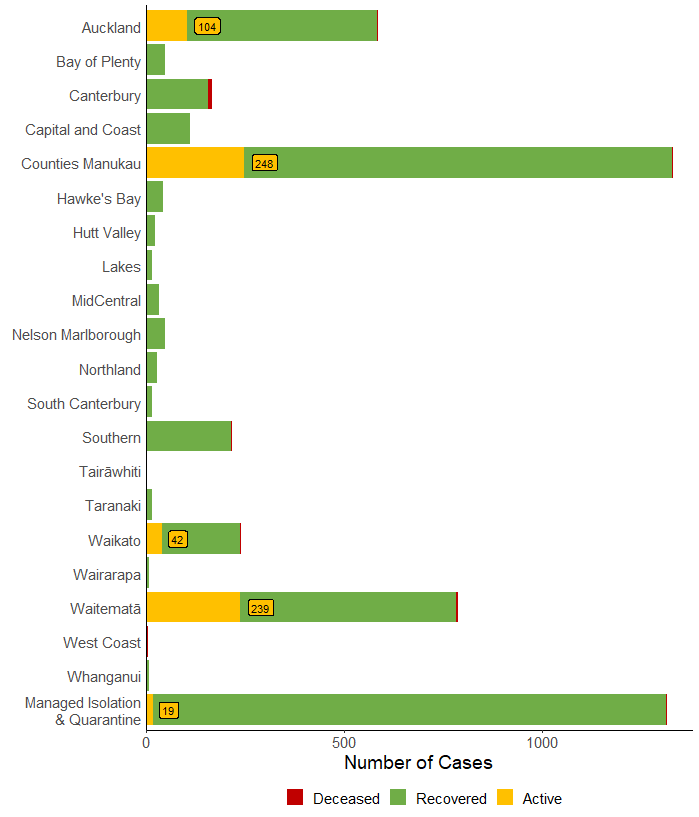 Auckland 104
Bay of Plenty
Canterbury
Capital and Coast
Counties Manukau 248
Hawke's Bay
Hutt Valley
Lakes
MidCentral
Nelson Marlborough
Northland
South Canterbury
Southern
Tairāwhiti
Taranaki
Waikato 42
Wairarapa
Waitematā 239
West Coast
Whanganui
Managed Isolation
& Quarantine 19
0 500 1000
Number of Cases
Deceased Recovered Active